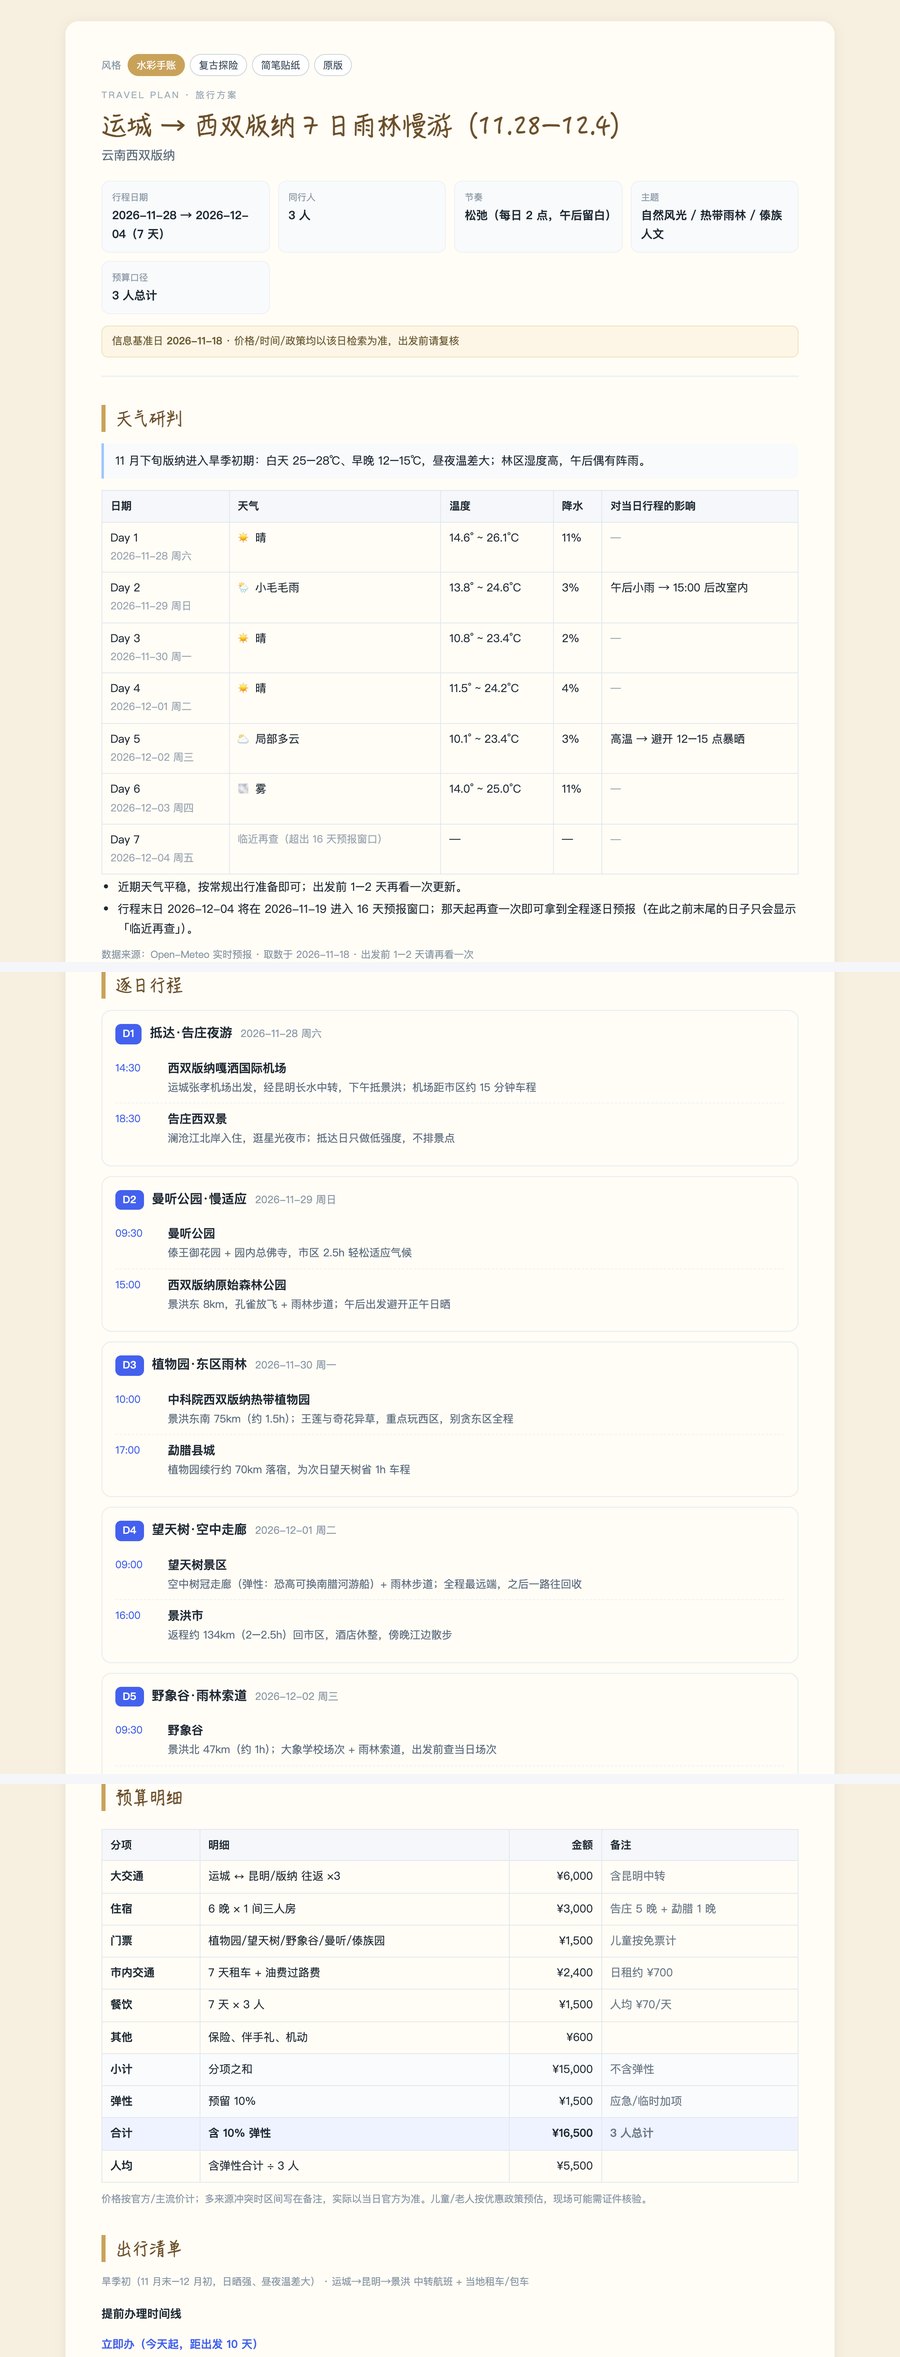 风格 水彩手账 复古探险 简笔贴纸 原版
TRAVEL PLAN · 旅行方案
运城 → 西双版纳 7 日雨林慢游（11.28—12.4）
云南西双版纳
行程日期
2026-11-28 → 2026-12-
04（7 天）
同行人
3 人
节奏
松弛（每日 2 点，午后留白）
主题
自然风光 / 热带雨林 / 傣族
人文
预算口径
3 人总计
信息基准日 2026-11-18 · 价格/时间/政策均以该日检索为准，出发前请复核
天气研判
11 月下旬版纳进入旱季初期：白天 25—28℃、早晚 12—15℃，昼夜温差大；林区湿度高，午后偶有阵雨。
日期 天气 温度 降水 对当日行程的影响
Day 1 晴 14.6° ~ 26.1°C 11% —
2026-11-28 周六
Day 2 小毛毛雨 13.8° ~ 24.6°C 3% 午后小雨 → 15:00 后改室内
2026-11-29 周日
Day 3 晴 10.8° ~ 23.4°C 2% —
2026-11-30 周一
Day 4 晴 11.5° ~ 24.2°C 4% —
2026-12-01 周二
Day 5 局部多云 10.1° ~ 23.4°C 3% 高温 → 避开 12—15 点暴晒
2026-12-02 周三
Day 6 雾 14.0° ~ 25.0°C 11% —
2026-12-03 周四
Day 7 临近再查（超出 16 天预报窗口） — — —
2026-12-04 周五
• 近期天气平稳，按常规出行准备即可；出发前 1—2 天再看一次更新。
• 行程末日 2026-12-04 将在 2026-11-19 进入 16 天预报窗口；那天起再查一次即可拿到全程逐日预报（在此之前末尾的日子只会显示
「临近再查」）。
数据来源：Open-Meteo 实时预报 · 取数于 2026-11-18 · 出发前 1—2 天请再看一次
逐日行程
D1 抵达·告庄夜游 2026-11-28 周六
14:30 西双版纳嘎洒国际机场
运城张孝机场出发，经昆明长水中转，下午抵景洪；机场距市区约 15 分钟车程
18:30 告庄西双景
澜沧江北岸入住，逛星光夜市；抵达日只做低强度，不排景点
D2 曼听公园·慢适应 2026-11-29 周日
09:30 曼听公园
傣王御花园 + 园内总佛寺，市区 2.5h 轻松适应气候
15:00 西双版纳原始森林公园
景洪东 8km，孔雀放飞 + 雨林步道；午后出发避开正午日晒
D3 植物园·东区雨林 2026-11-30 周一
10:00 中科院西双版纳热带植物园
景洪东南 75km（约 1.5h）；王莲与奇花异草，重点玩西区，别贪东区全程
17:00 勐腊县城
植物园续行约 70km 落宿，为次日望天树省 1h 车程
D4 望天树·空中走廊 2026-12-01 周二
09:00 望天树景区
空中树冠走廊（弹性：恐高可换南腊河游船）+ 雨林步道；全程最远端，之后一路往回收
16:00 景洪市
返程约 134km（2—2.5h）回市区，酒店休整，傍晚江边散步
D5 野象谷·雨林索道 2026-12-02 周三
09:30 野象谷
景洪北 47km（约 1h）；大象学校场次 + 雨林索道，出发前查当日场次
预算明细
分项 明细 金额 备注
大交通 运城 ↔ 昆明/版纳 往返 ×3 ¥6,000 含昆明中转
住宿 6 晚 × 1 间三人房 ¥3,000 告庄 5 晚 + 勐腊 1 晚
门票 植物园/望天树/野象谷/曼听/傣族园 ¥1,500 儿童按免票计
市内交通 7 天租车 + 油费过路费 ¥2,400 日租约 ¥700
餐饮 7 天 × 3 人 ¥1,500 人均 ¥70/天
其他 保险、伴手礼、机动 ¥600
小计 分项之和 ¥15,000 不含弹性
弹性 预留 10% ¥1,500 应急/临时加项
合计 含 10% 弹性 ¥16,500 3 人总计
人均 含弹性合计 ÷ 3 人 ¥5,500
价格按官方/主流价计；多来源冲突时区间写在备注，实际以当日官方为准。儿童/老人按优惠政策预估，现场可能需证件核验。
出行清单
旱季初（11 月末—12 月初，日晒强、昼夜温差大） · 运城→昆明→景洪 中转航班 + 当地租车/包车
提前办理时间线
立即办（今天起，距出发 10 天）